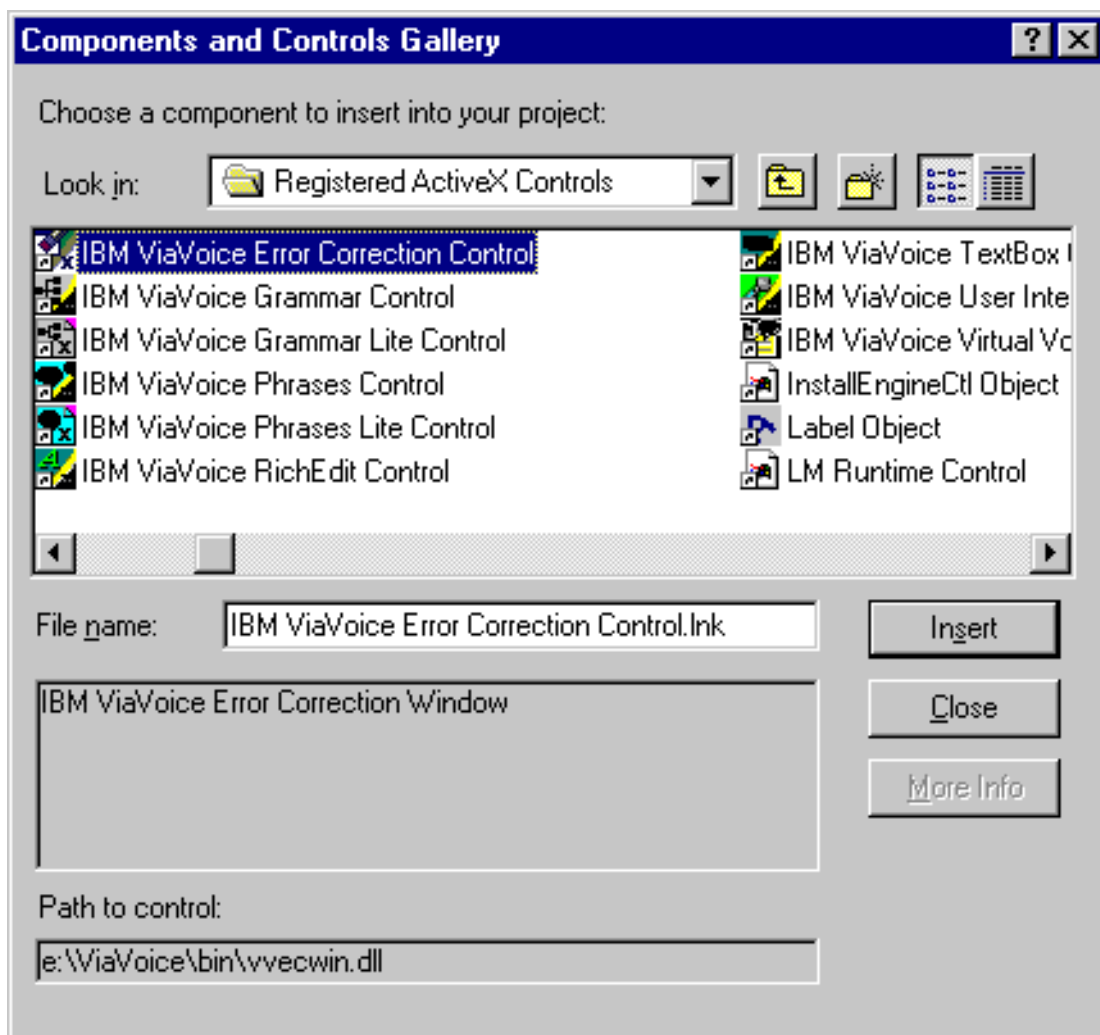 Components and Controls Gallery
Choose a component to insert into your project:
Look in: Registered ActiveX Controls
IBM ViaVoice Error Correction Control
IBM ViaVoice Grammar Control
IBM ViaVoice Grammar Lite Control
IBM ViaVoice Phrases Control
IBM ViaVoice Phrases Lite Control
IBM ViaVoice RichEdit Control
IBM ViaVoice TextBox
IBM ViaVoice User Inte
IBM ViaVoice Virtual Vo
InstallEngineCtl Object
Label Object
LM Runtime Control
File name: IBM ViaVoice Error Correction Control.lnk
Insert
IBM ViaVoice Error Correction Window
Close
More Info
Path to control:
e:\ViaVoice\bin\vvecwin.dll